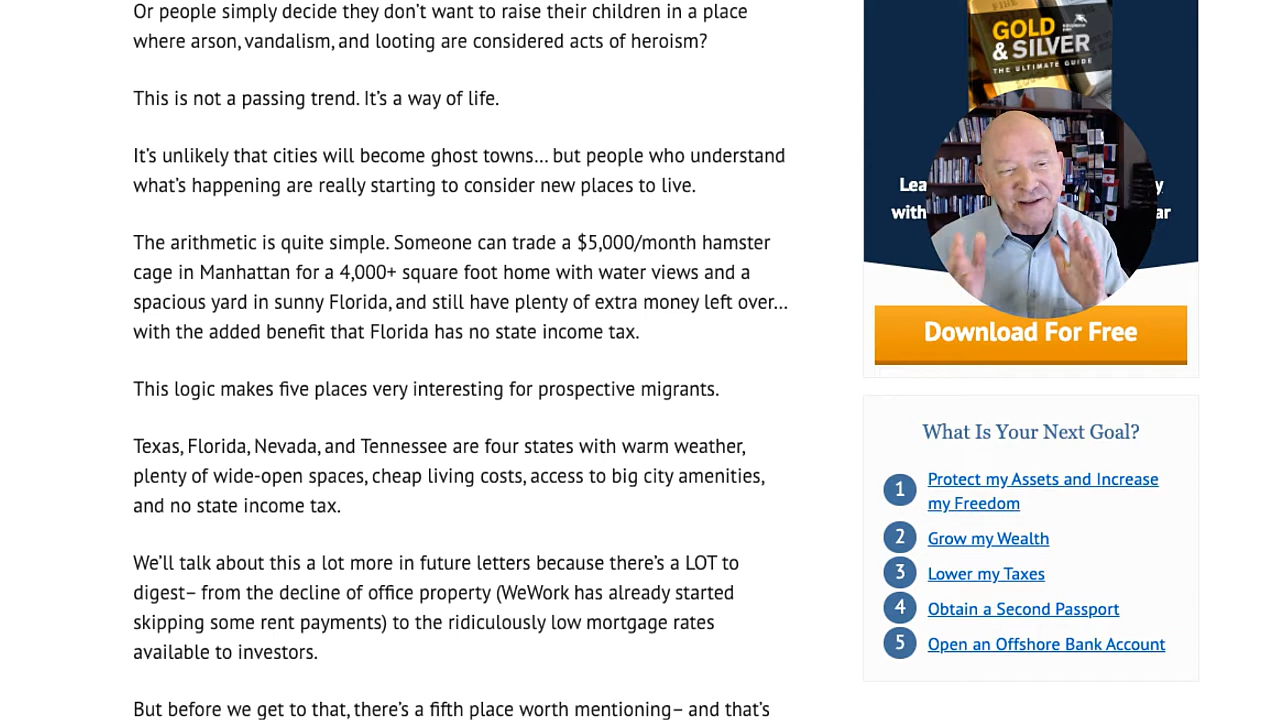 Or people simply decide they don’t want to raise their children in a place
where arson, vandalism, and looting are considered acts of heroism?
This is not a passing trend. It’s a way of life.
It’s unlikely that cities will become ghost towns… but people who understand
what’s happening are really starting to consider new places to live.
The arithmetic is quite simple. Someone can trade a $5,000/month hamster
cage in Manhattan for a 4,000+ square foot home with water views and a
spacious yard in sunny Florida, and still have plenty of extra money left over…
with the added benefit that Florida has no state income tax.
This logic makes five places very interesting for prospective migrants.
Texas, Florida, Nevada, and Tennessee are four states with warm weather,
plenty of wide-open spaces, cheap living costs, access to big city amenities,
and no state income tax.
We’ll talk about this a lot more in future letters because there’s a LOT to
digest– from the decline of office property (WeWork has already started
skipping some rent payments) to the ridiculously low mortgage rates
available to investors.
But before we get to that, there’s a fifth place worth mentioning– and that’s
GOLD
& SILVER
THE ULTIMATE GUIDE
with
Download For Free
What Is Your Next Goal?
1 Protect my Assets and Increase
my Freedom
2 Grow my Wealth
3 Lower my Taxes
4 Obtain a Second Passport
5 Open an Offshore Bank Account